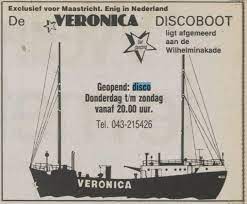 Exclusief voor Maastricht. Enig in Nederland
De VERONICA DISCOBOOT
ligt afgemeerd
aan de
Wilhelminakade
Geopend: disco
Donderdag t/m zondag
vanaf 20.00 uur.
Tel. 043-215426
VERONICA